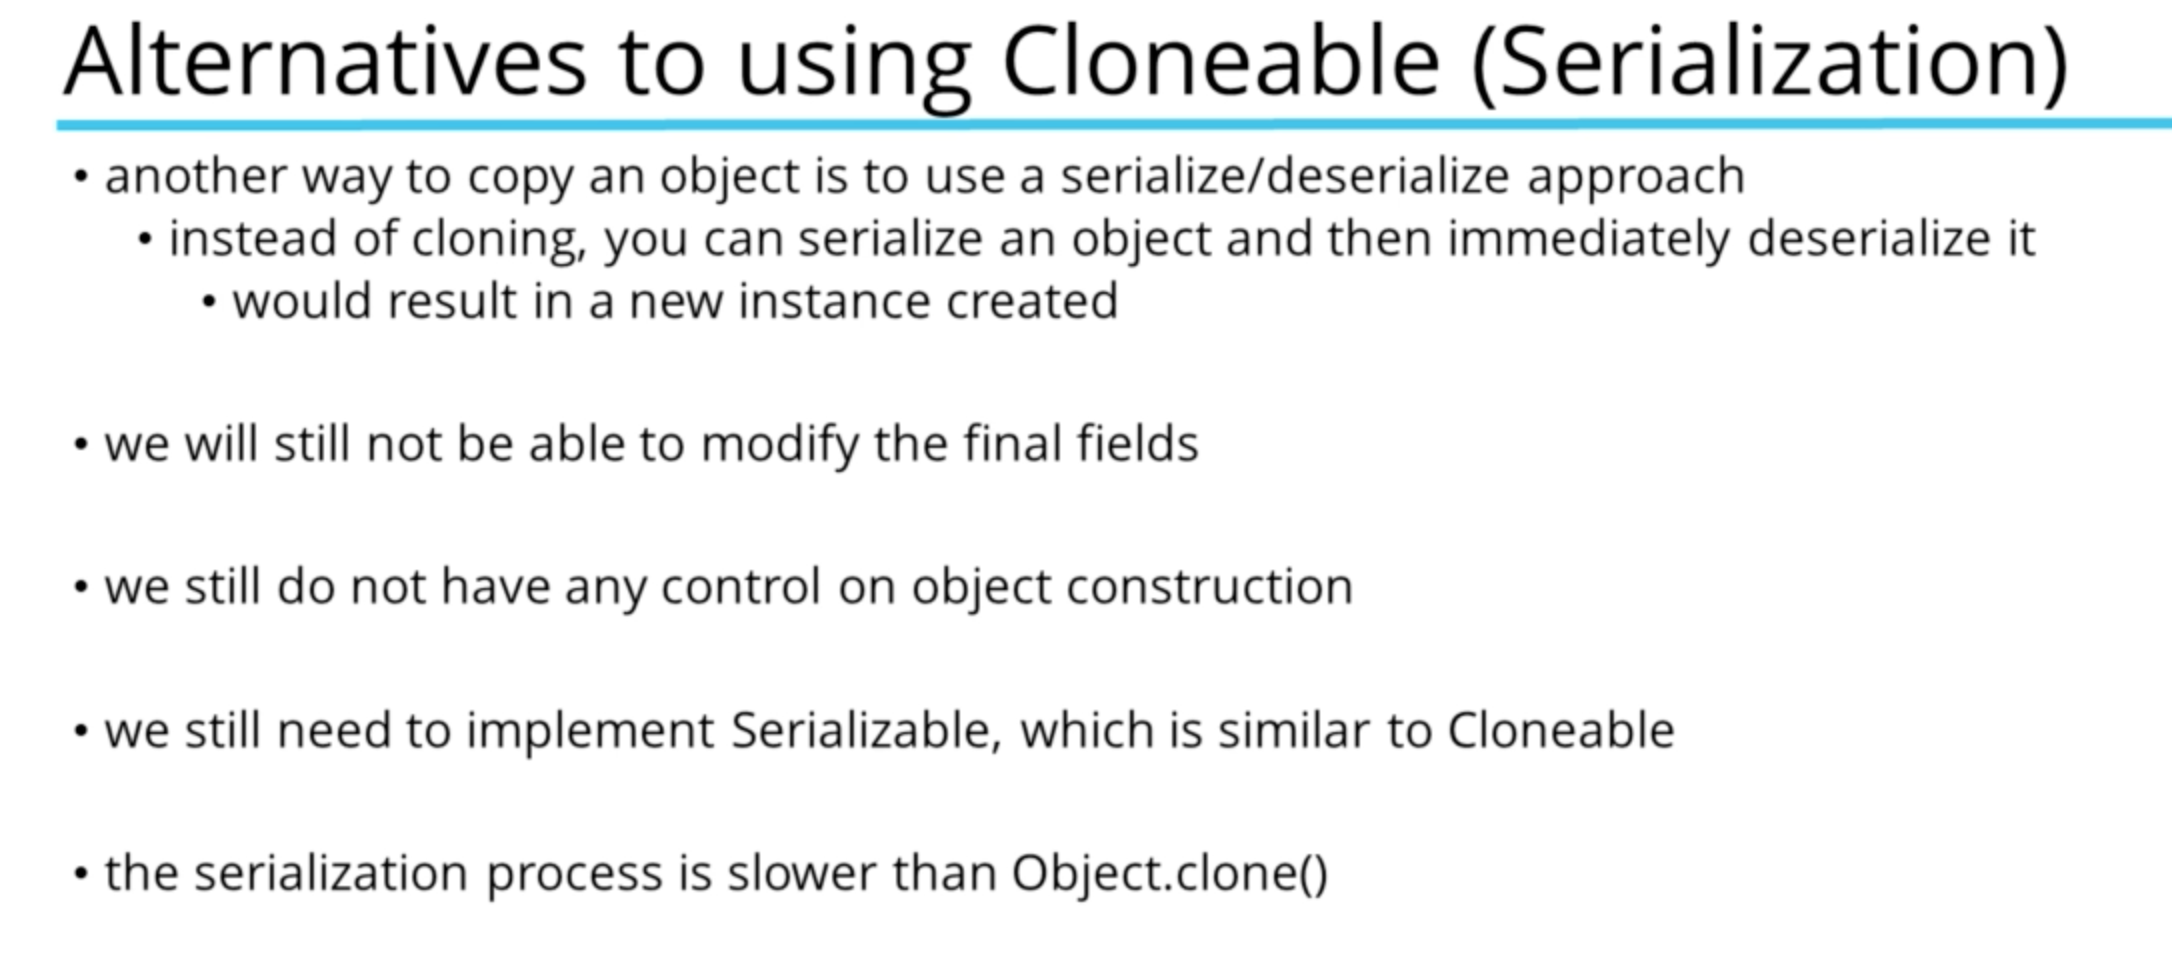 Alternatives to using Cloneable (Serialization)
• another way to copy an object is to use a serialize/deserialize approach
• instead of cloning, you can serialize an object and then immediately deserialize it
• would result in a new instance created
• we will still not be able to modify the final fields
• we still do not have any control on object construction
• we still need to implement Serializable, which is similar to Cloneable
• the serialization process is slower than Object.clone()